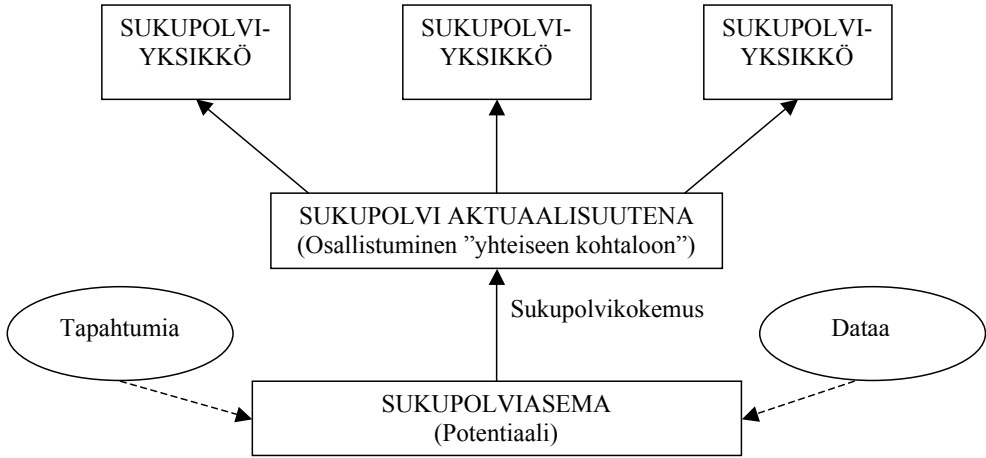 SUKUPOLVI-
YKSIKKÖ
SUKUPOLVI-
YKSIKKÖ
SUKUPOLVI-
YKSIKKÖ
SUKUPOLVI AKTUAALISUUTENA
(Osallistuminen ”yhteiseen kohtaloon”)
Sukupolvikokemus
Tapahtumia
Dataa
SUKUPOLVIASEMA
(Potentiaali)